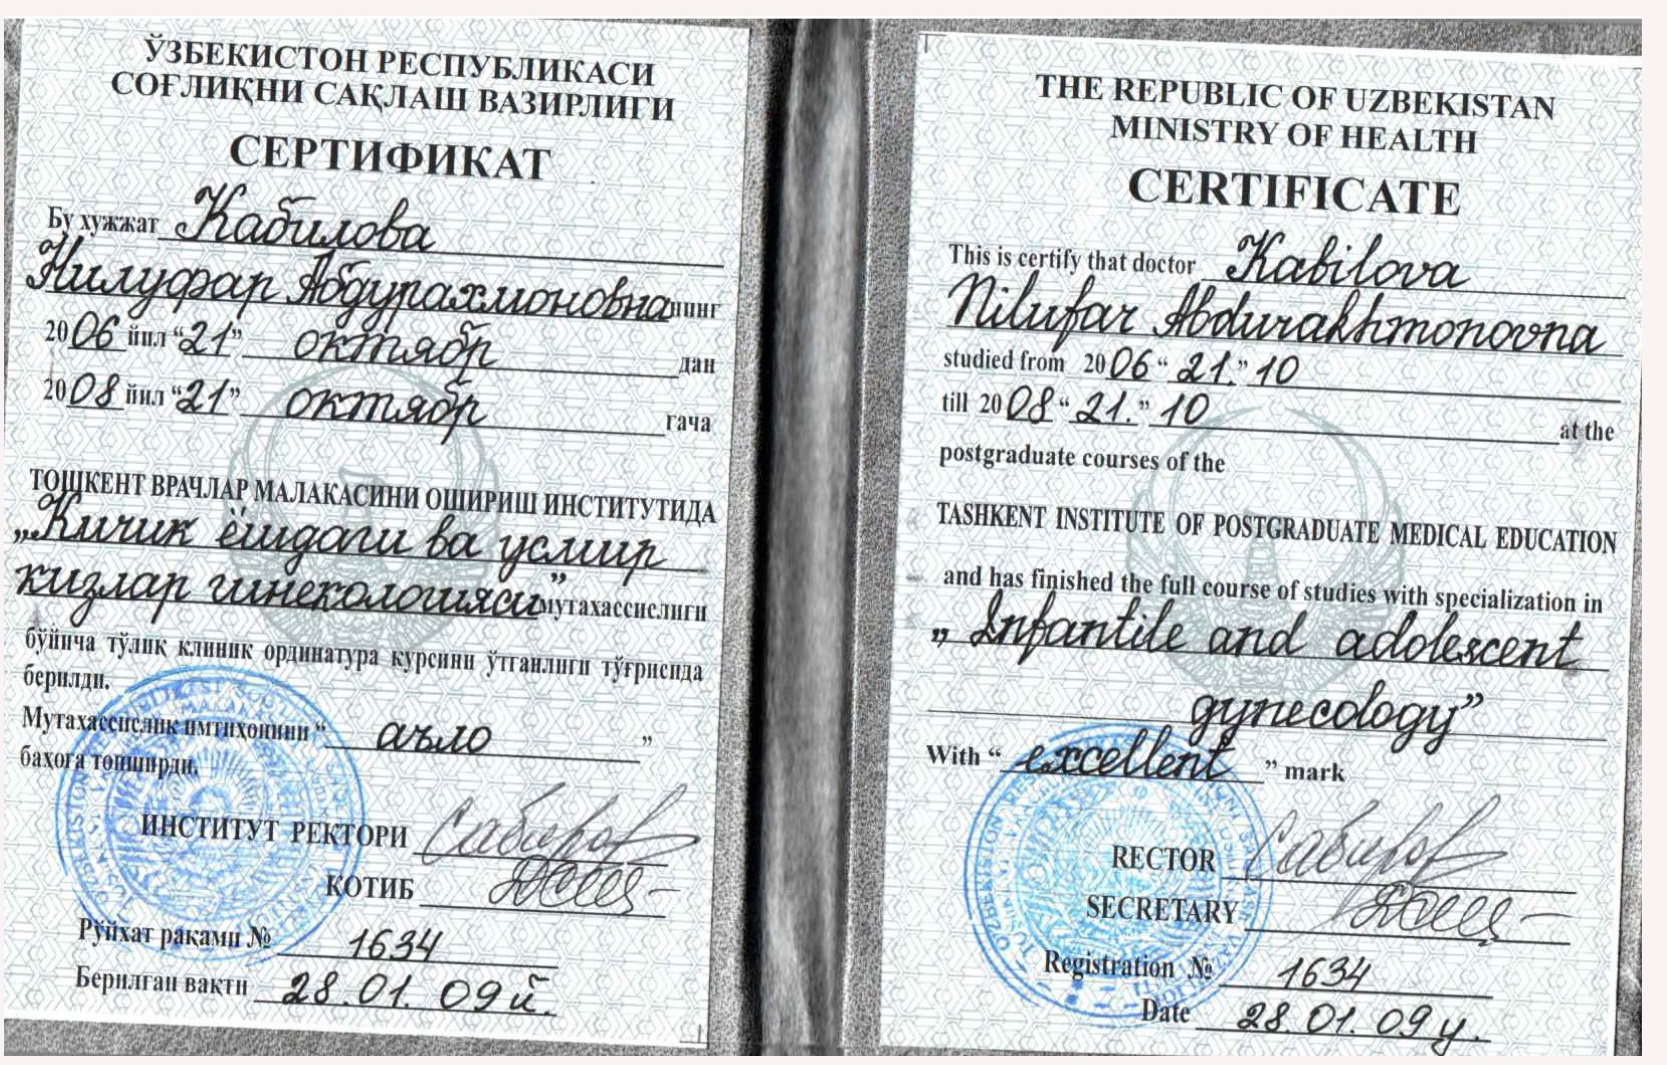 ЎЗБЕКИСТОН РЕСПУБЛИКАСИ
СОҒЛИҚНИ САҚЛАШ ВАЗИРЛИГИ
СЕРТИФИКАТ
Бу хужжат Кабилова
Нилуфар Абдурахмоновнанинг
2006 йил “21” октябр дан
2008 йил “21” октябр гача
ТОШКЕНТ ВРАЧЛАР МАЛАКАСИНИ ОШИРИШ ИНСТИТУТИДА
„Кичик ёшдаги ва усмир
кизлар гинекологияси” мутахассислиги
бўйича тўлиқ клиник ординатура курсини ўтганлиги тўғрисида
берилди.
Мутахассислик имтихонини “ аъло ”
бахога топширди.
ИНСТИТУТ РЕКТОРИ
КОТИБ
Рўйхат рақами № 1634
Берилган вақти 28.01.09 й.
THE REPUBLIC OF UZBEKISTAN
MINISTRY OF HEALTH
CERTIFICATE
This is certify that doctor Kabilova
Nilufar Abdurakhmonovna
studied from 2006 “21.” 10
till 2008 “21.” 10 at the
postgraduate courses of the
TASHKENT INSTITUTE OF POSTGRADUATE MEDICAL EDUCATION
and has finished the full course of studies with specialization in
„Infantile and adolescent
gynecology”
With “ excellent ” mark
RECTOR
SECRETARY
Registration № 1634
Date 28.01.09 y.